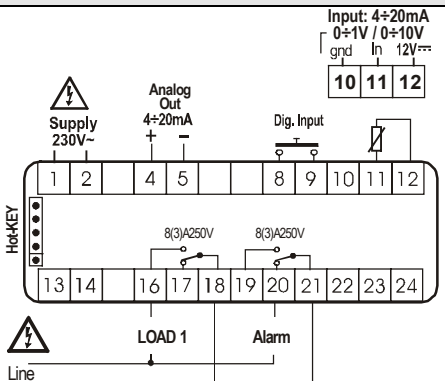 Input: 4÷20mA
0÷1V / 0÷10V
gnd In 12V
10 11 12
Supply
230V~
Analog
Out
4÷20mA
+ −
Dig. Input
1 2 4 5 8 9 10 11 12
Hot-KEY
8(3)A250V 8(3)A250V
13 14 16 17 18 19 20 21 22 23 24
LOAD 1 Alarm
Line